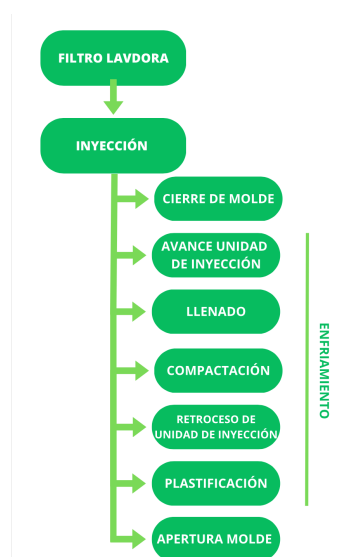 FILTRO LAVDORA
INYECCIÓN
CIERRE DE MOLDE
AVANCE UNIDAD
DE INYECCIÓN
LLENADO
COMPACTACIÓN
RETROCESO DE
UNIDAD DE INYECCIÓN
PLASTIFICACIÓN
APERTURA MOLDE
ENFRIAMIENTO